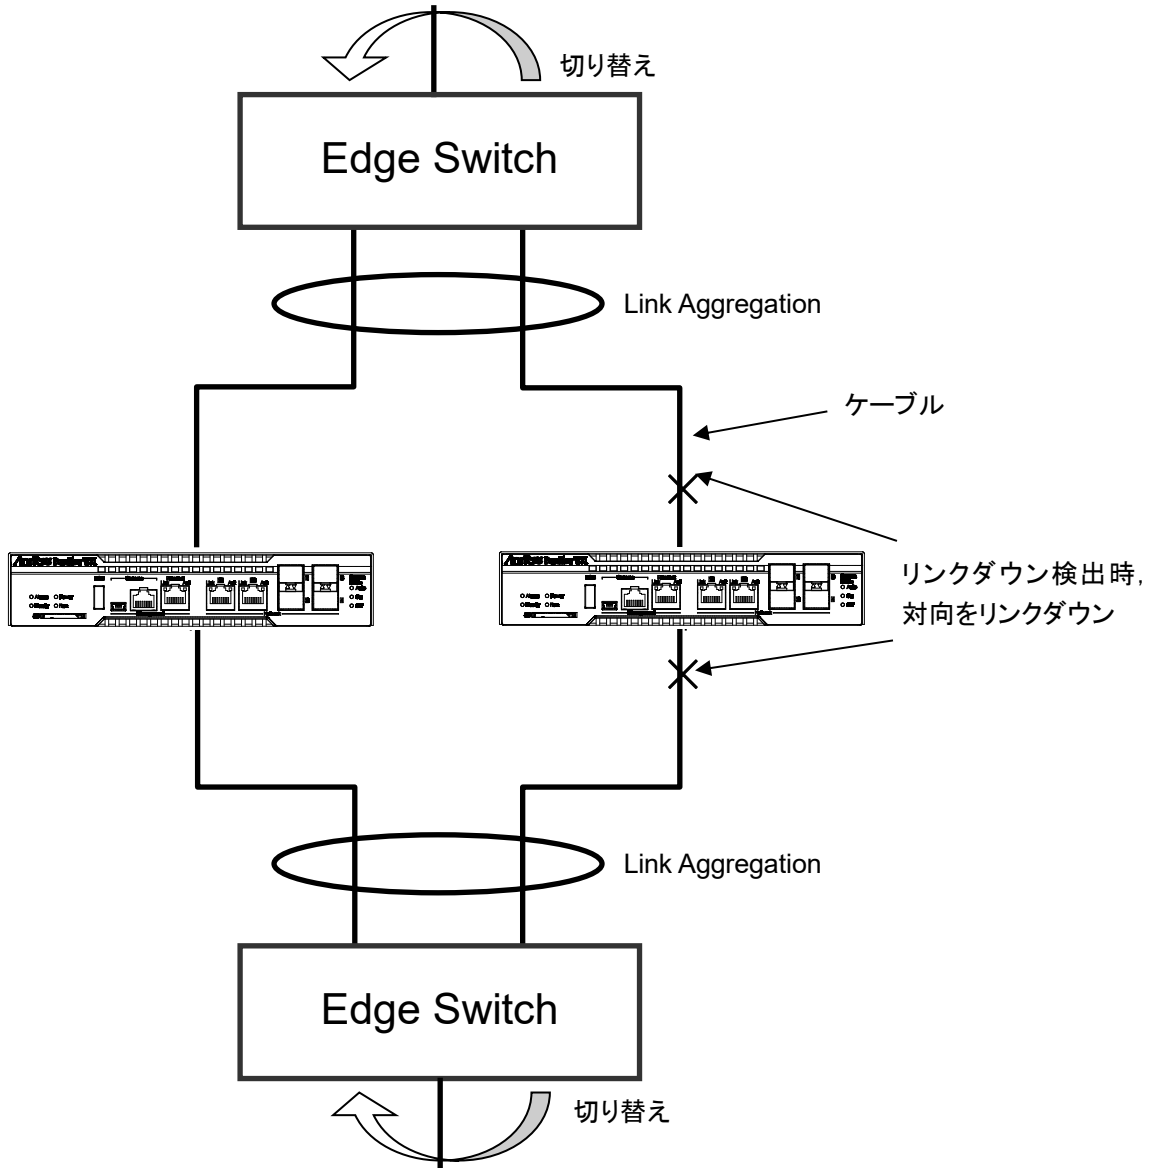 切り替え
Edge Switch
Link Aggregation
ケーブル
リンクダウン検出時,
対向をリンクダウン
Link Aggregation
Edge Switch
切り替え